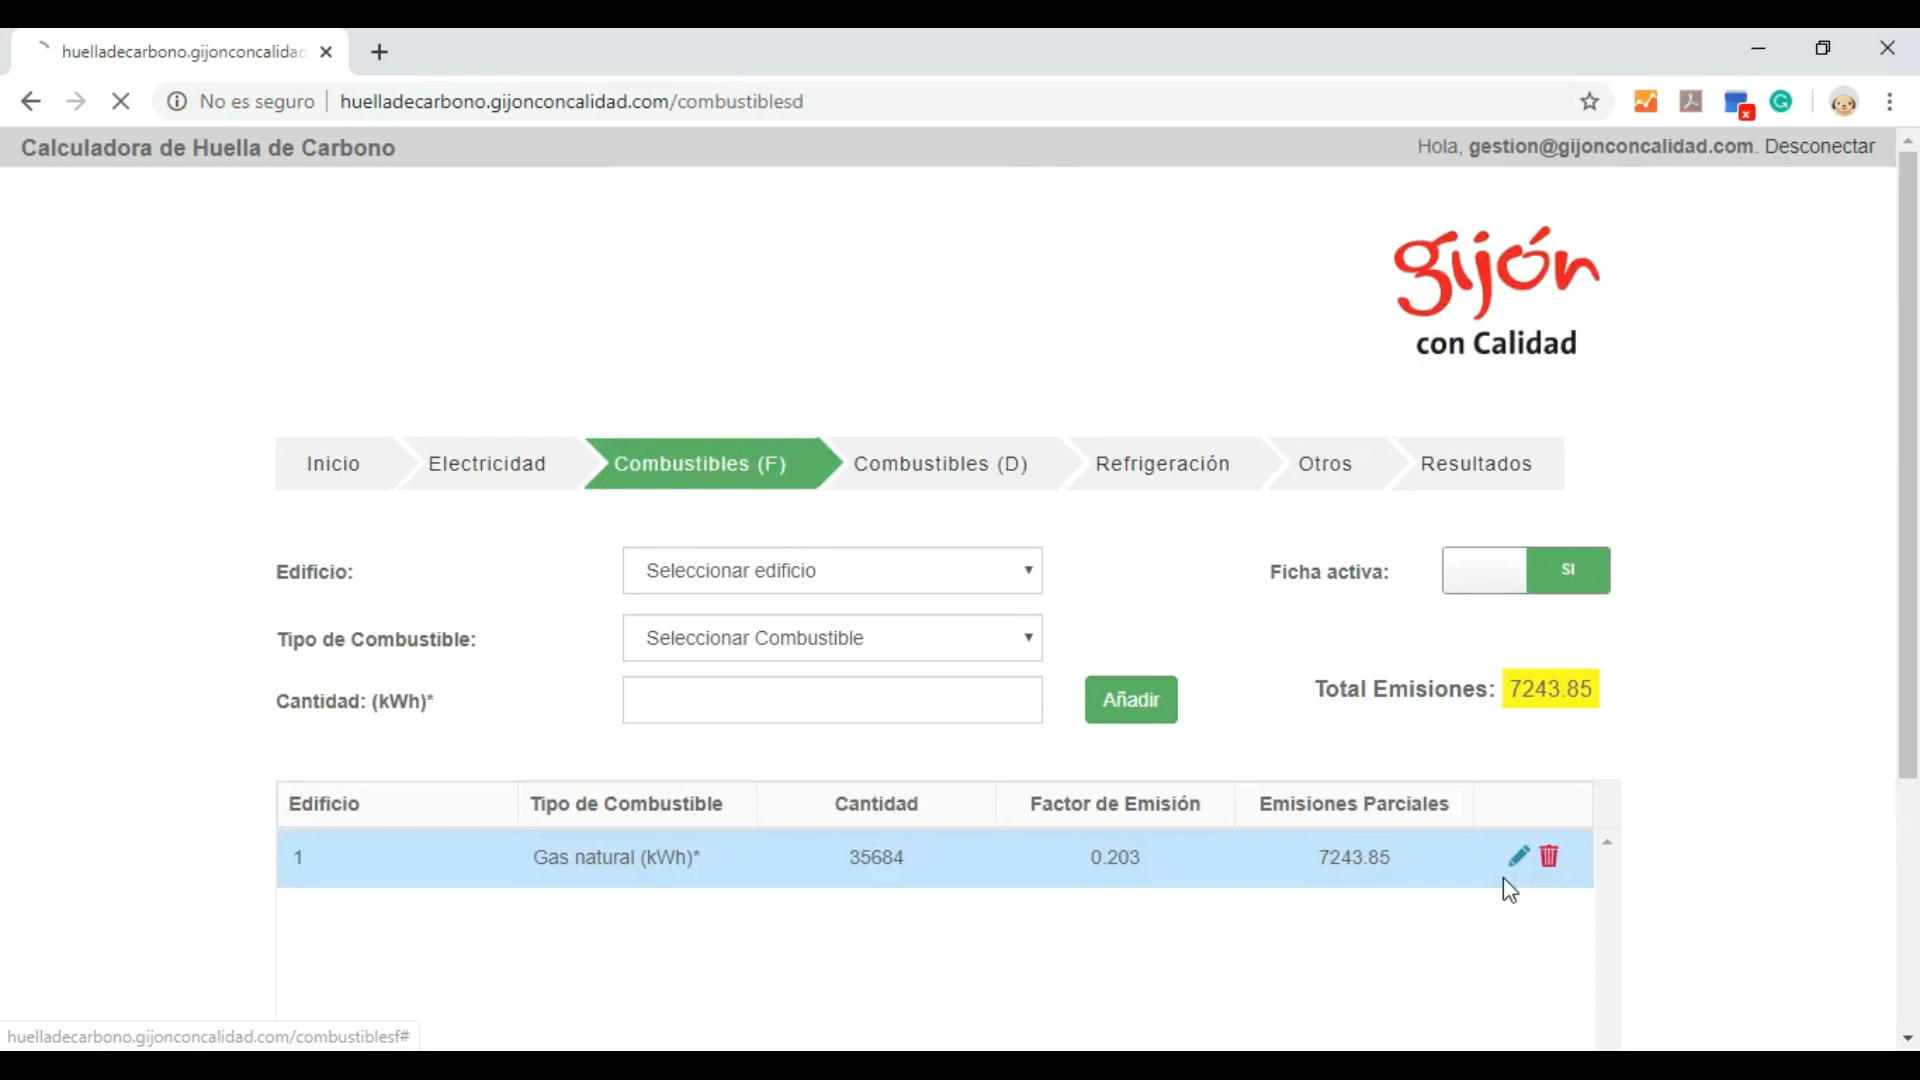 huelladecarbono.gijonconcalidad
No es seguro
huelladecarbono.gijonconcalidad.com/combustiblesd
Calculadora de Huella de Carbono
Hola, gestion@gijonconcalidad.com. Desconectar
gijón
con Calidad
Inicio
Electricidad
Combustibles (F)
Combustibles (D)
Refrigeración
Otros
Resultados
Edificio:
Seleccionar edificio
Ficha activa:
SI
Tipo de Combustible:
Seleccionar Combustible
Cantidad: (kWh)*
Añadir
Total Emisiones: 7243.85
Edificio
Tipo de Combustible
Cantidad
Factor de Emisión
Emisiones Parciales
1
Gas natural (kWh)*
35684
0.203
7243.85
huelladecarbono.gijonconcalidad.com/combustiblesf#